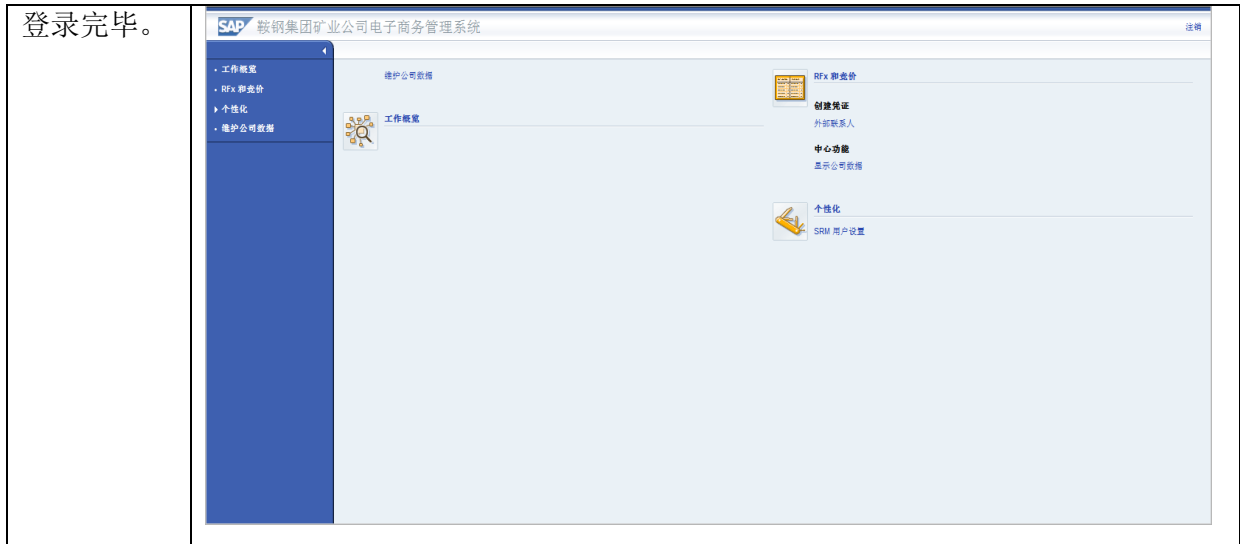 登录完毕。
SAP 鞍钢集团矿业公司电子商务管理系统
注销
工作概览
RFx 和竞价
个性化
维护公司数据
维护公司数据
工作概览
RFx 和竞价
创建凭证
外部联系人
中心功能
显示公司数据
个性化
SRM 用户设置